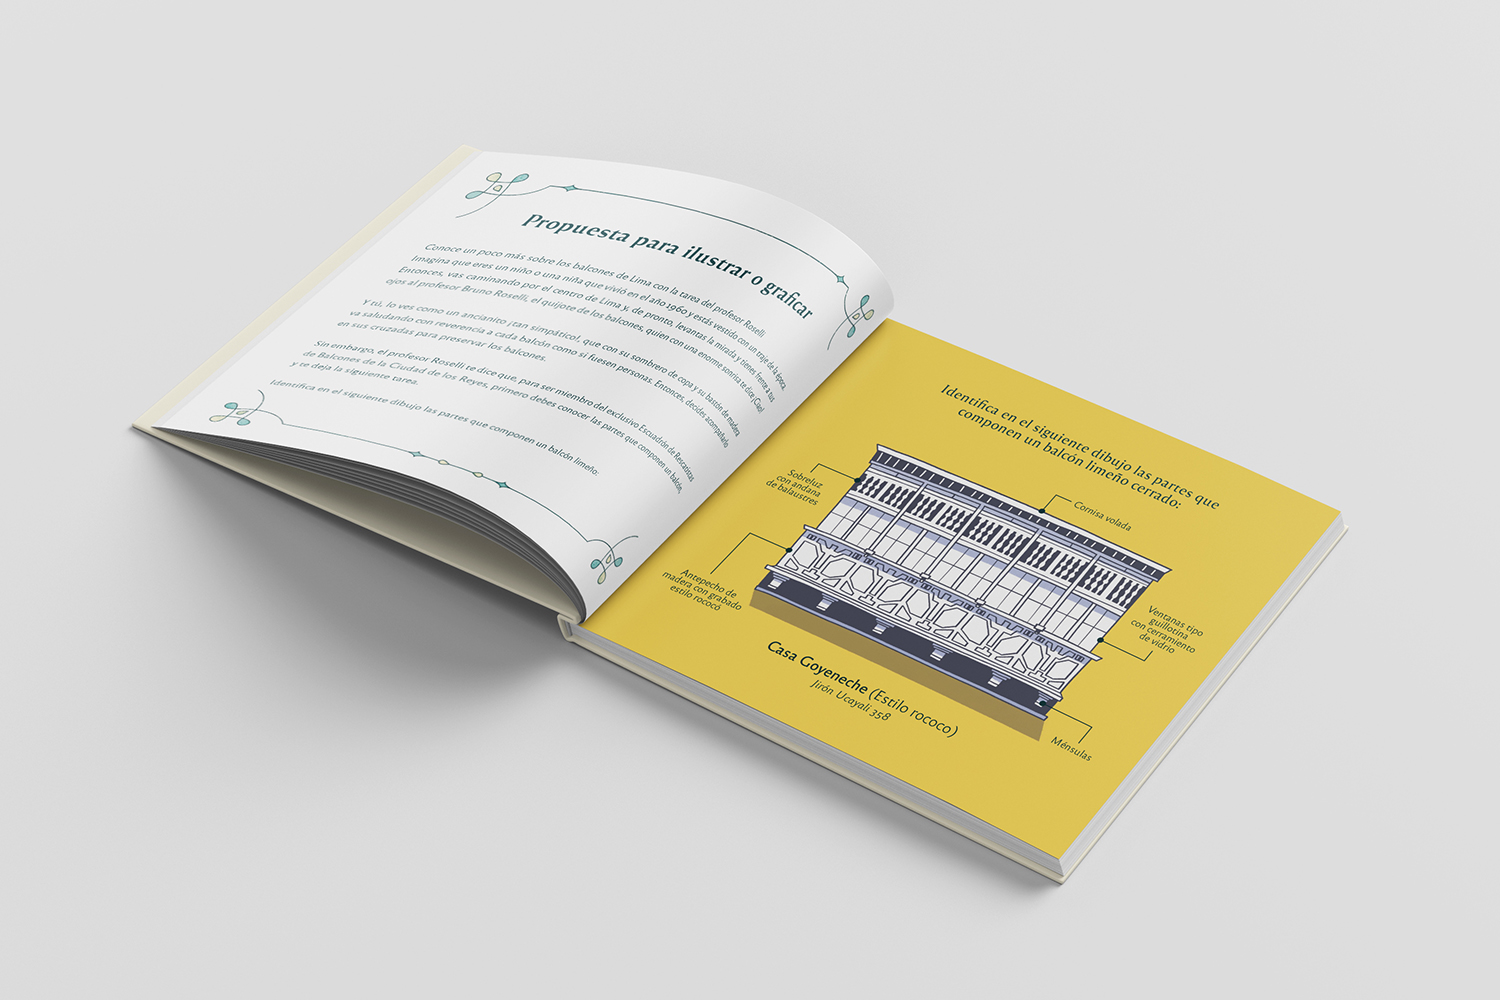 Propuesta para ilustrar o graficar
Conoce un poco más sobre los balcones de Lima con la tarea del profesor Roselli
Imagina que eres un niño o una niña que vivió en el año 1960 y estás vestido con un traje de la época.
Entonces, vas caminando por el centro de Lima y, de pronto, levantas la mirada y tienes frente a tus
ojos al profesor Bruno Roselli, el quijote de los balcones, quien con una enorme sonrisa te dice ¡Ciao!
Y tú, lo ves como un ancianito ¡tan simpático!, que con su sombrero de copa y su bastón de madera
va saludando con reverencia a cada balcón como si fuesen personas. Entonces, decides acompañarlo
en sus cruzadas para preservar los balcones.
Sin embargo, el profesor Roselli te dice que, para ser miembro del exclusivo Escuadrón de Rescatistas
de Balcones de la Ciudad de los Reyes, primero debes conocer las partes que componen un balcón,
y te deja la siguiente tarea.
Identifica en el siguiente dibujo las partes que componen un balcón limeño:
Identifica en el siguiente dibujo las partes que
componen un balcón limeño cerrado:
Sobreluz
con andana
de balaustres
Cornisa volada
Antepecho de
madera con grabado
estilo rococó
Ventanas tipo
guillotina
con cerramiento
de vidrio
Casa Goyeneche (Estilo rococo)
Jirón Ucayali 358
Ménsulas